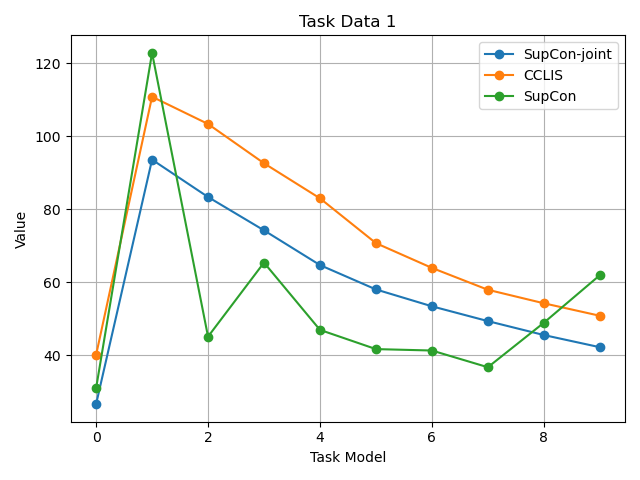 Task Data 1
SupCon-joint
CCLIS
SupCon
120
100
80
60
40
Value
0 2 4 6 8
Task Model